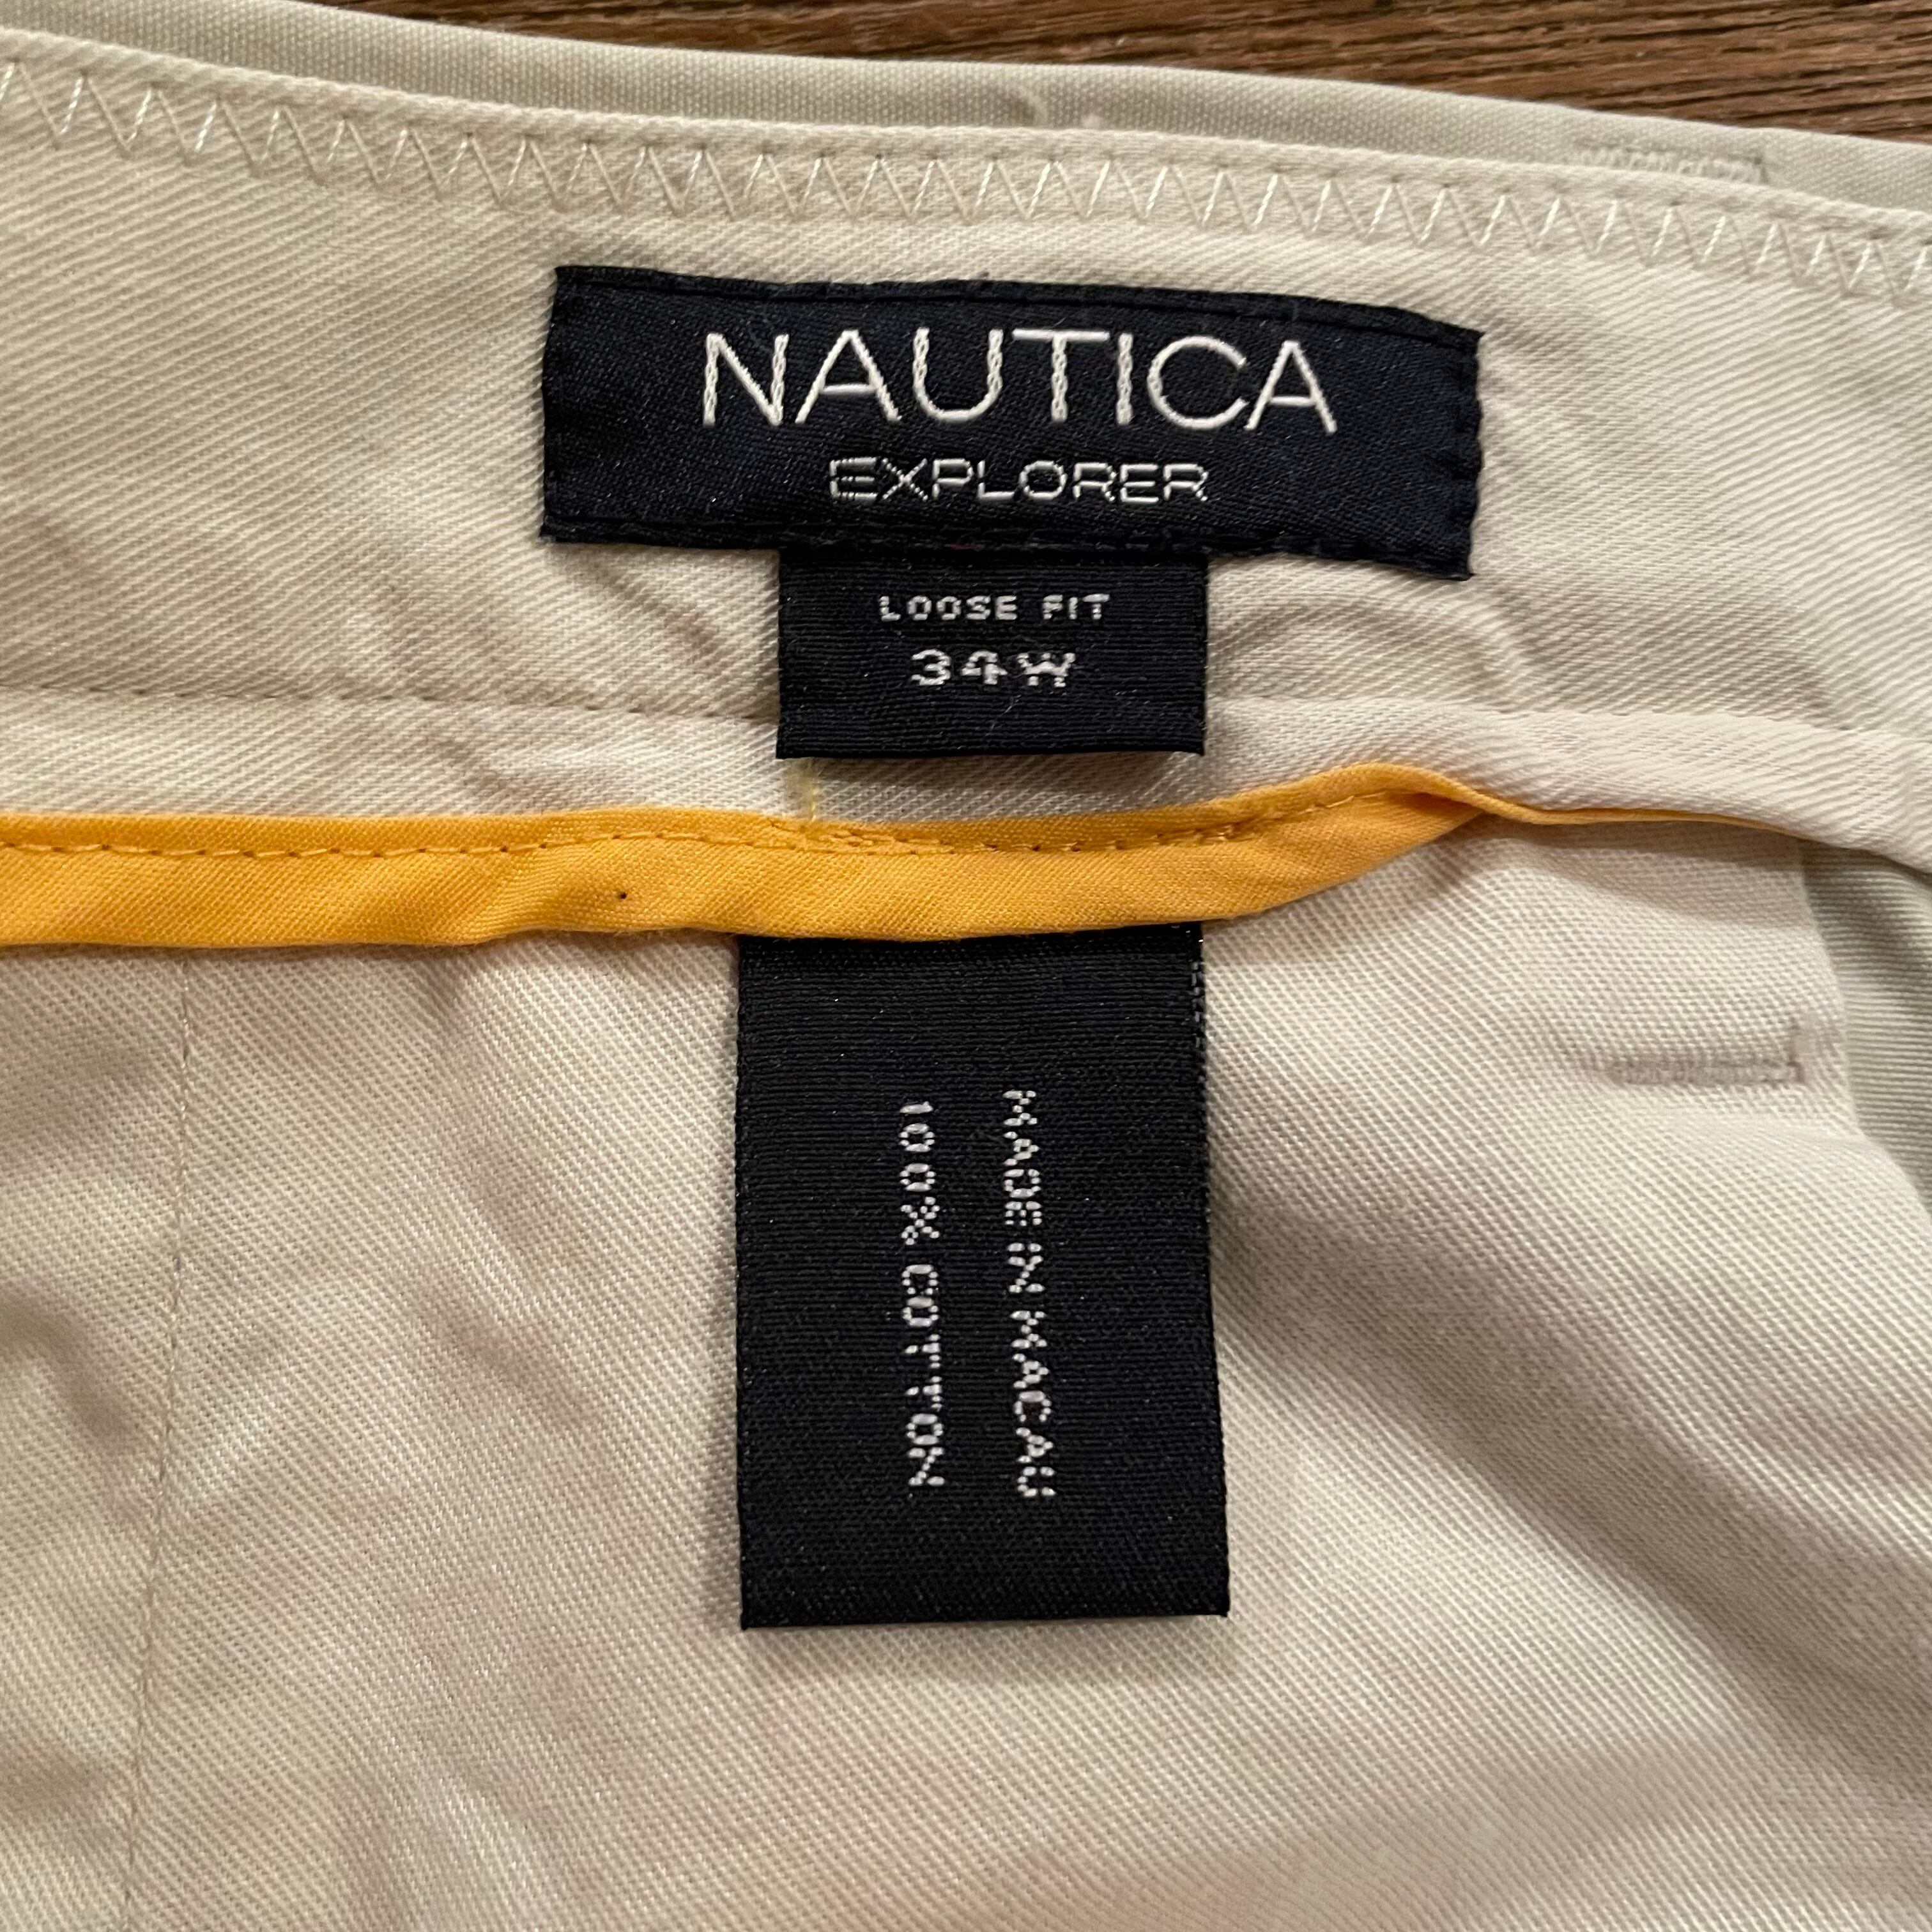 NAUTICA
EXPLORER
LOOSE FIT
34W
MADE IN MACAU
100% COTTON